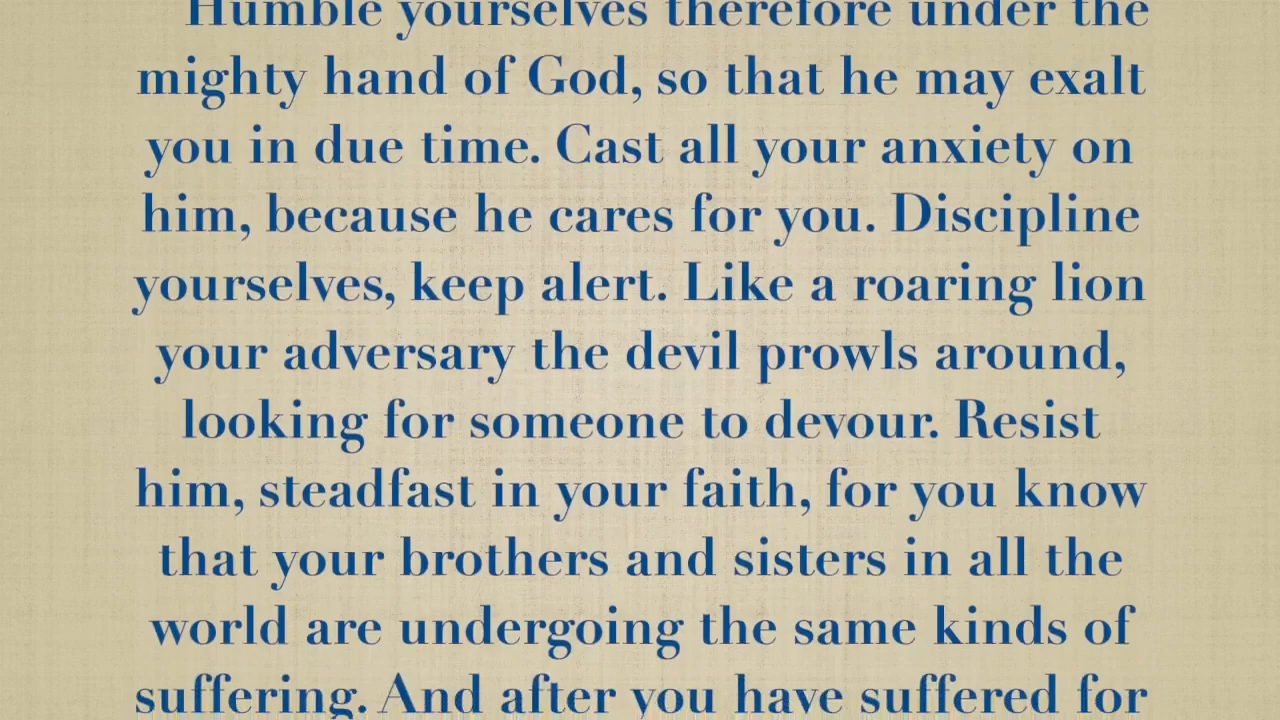 Humble yourselves therefore under the
mighty hand of God, so that he may exalt
you in due time. Cast all your anxiety on
him, because he cares for you. Discipline
yourselves, keep alert. Like a roaring lion
your adversary the devil prowls around,
looking for someone to devour. Resist
him, steadfast in your faith, for you know
that your brothers and sisters in all the
world are undergoing the same kinds of
suffering. And after you have suffered for